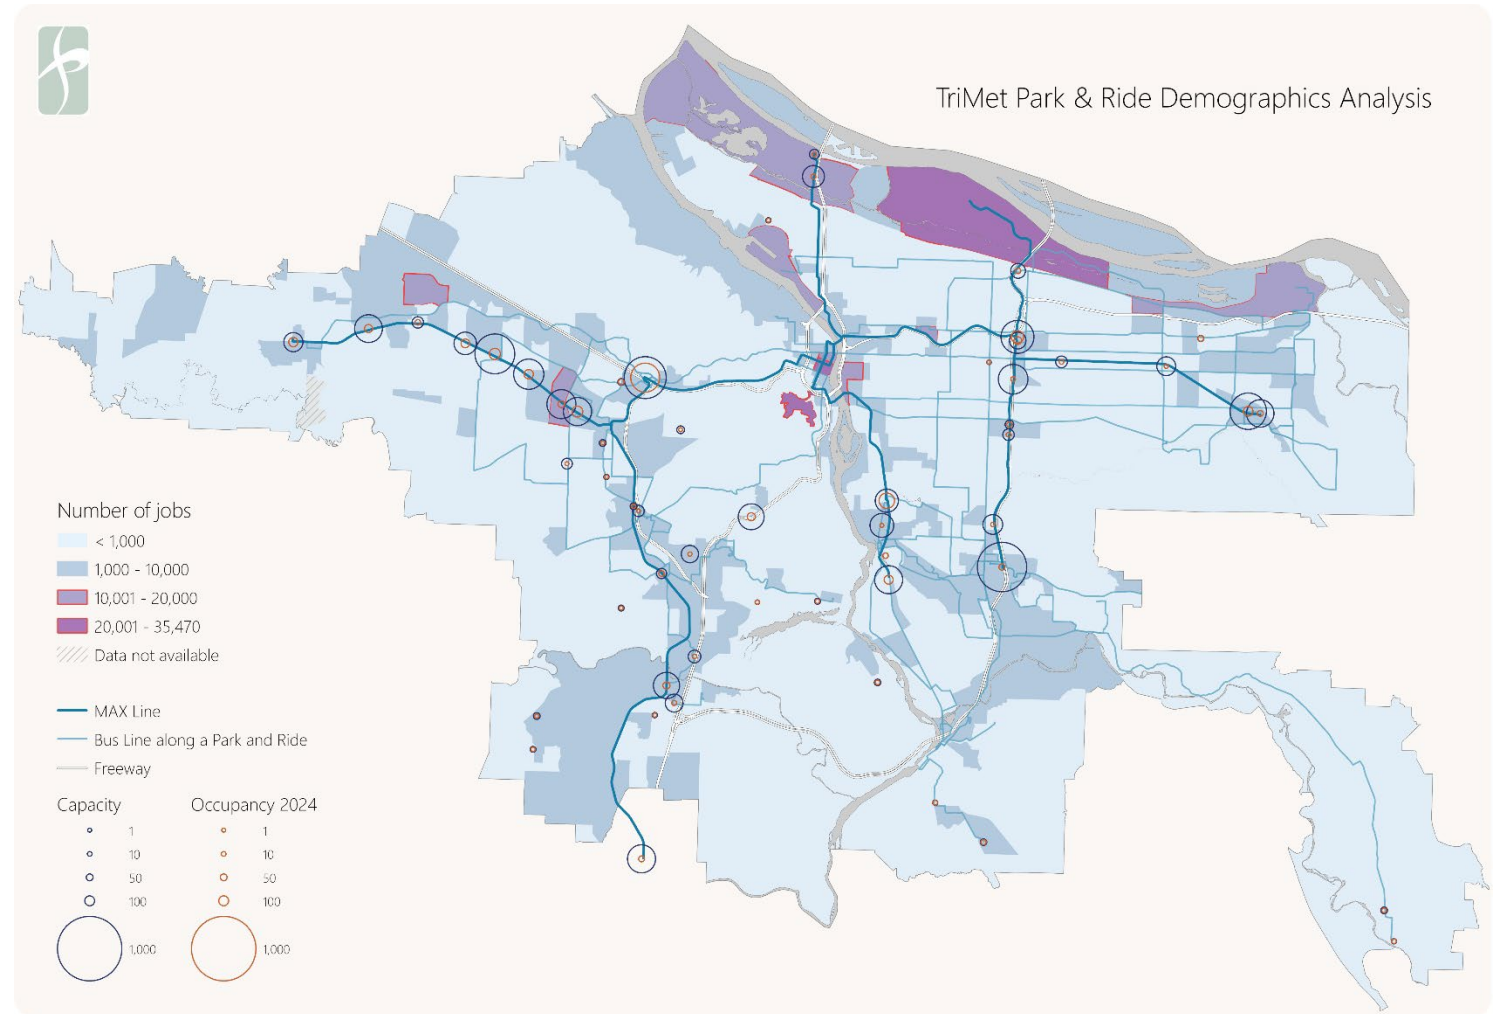 TriMet Park & Ride Demographics Analysis
Number of jobs
< 1,000
1,000 - 10,000
10,001 - 20,000
20,001 - 35,470
Data not available
MAX Line
Bus Line along a Park and Ride
Freeway
Capacity
1
10
50
100
1,000
Occupancy 2024
1
10
50
100
1,000